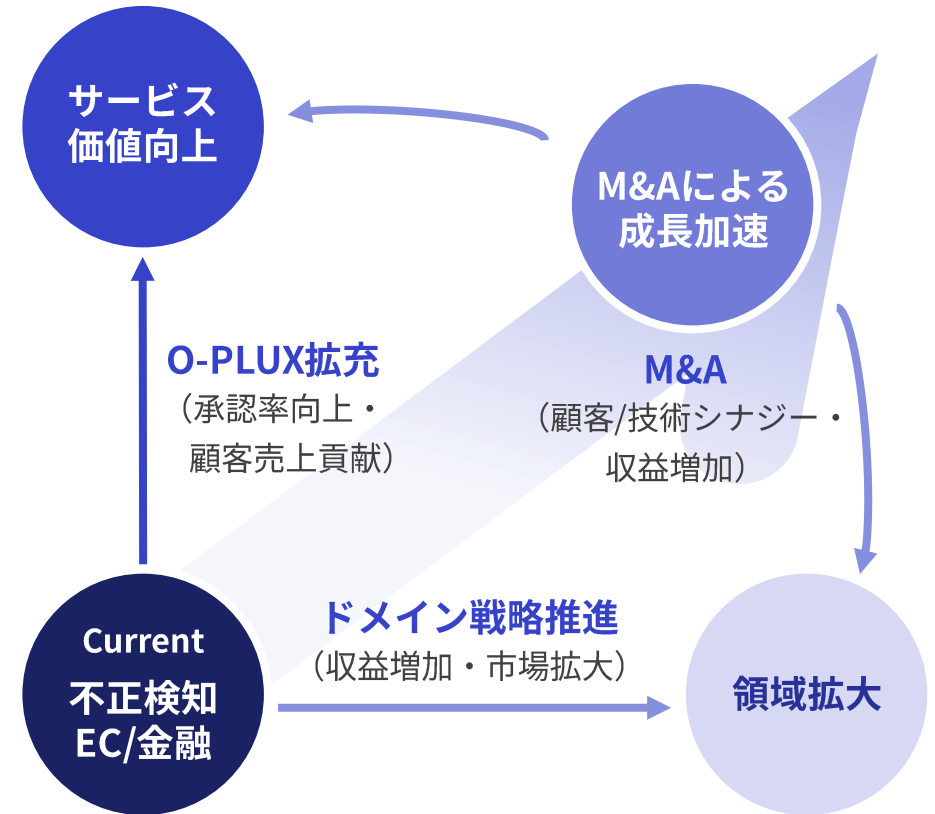 サービス
価値向上
M&Aによる
成長加速
O-PLUX拡充
（承認率向上・
顧客売上貢献）
M&A
（顧客/技術シナジー・
収益増加）
Current
不正検知
EC/金融
ドメイン戦略推進
（収益増加・市場拡大）
領域拡大